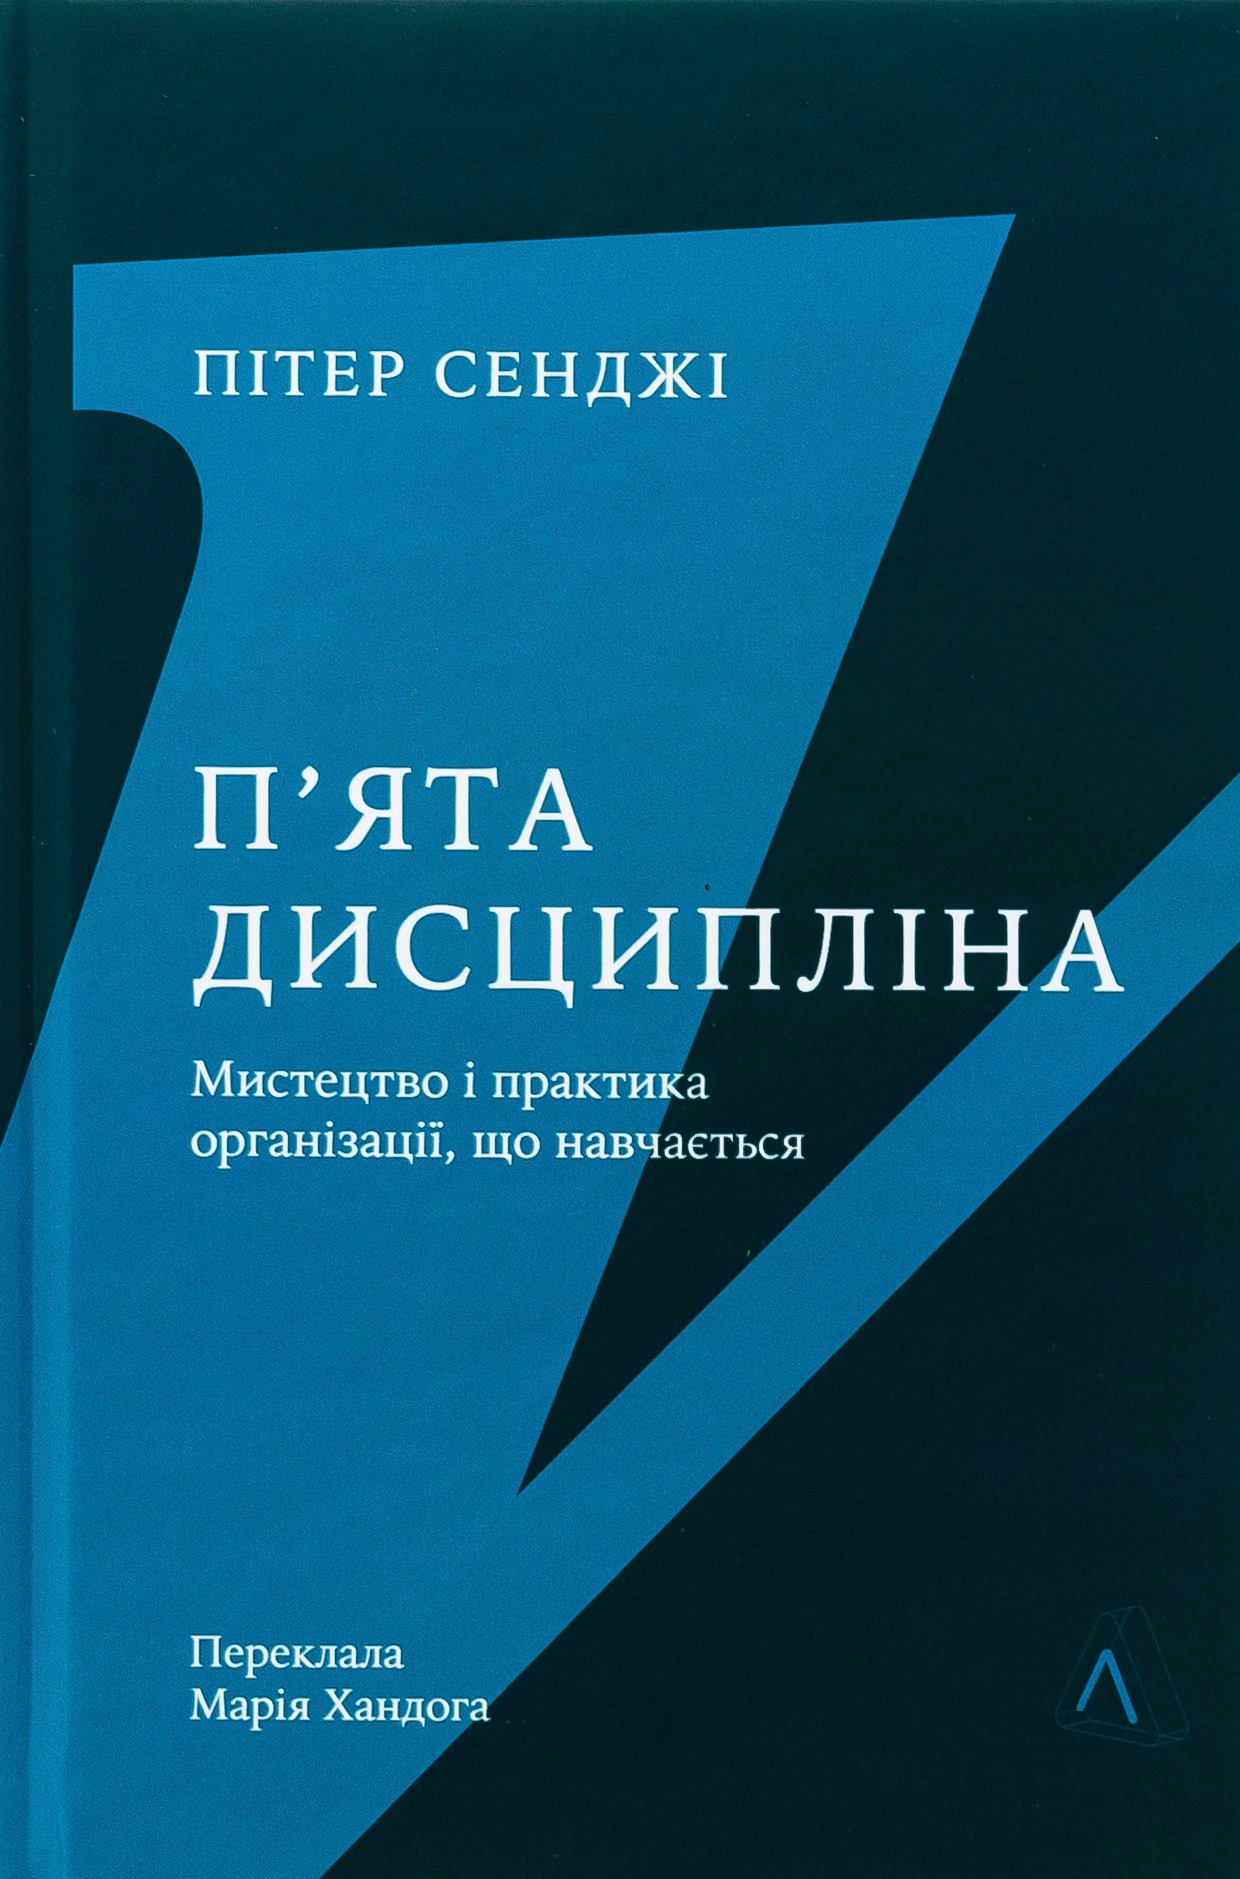 ПІТЕР СЕНДЖІ
П’ЯТА
ДИСЦИПЛІНА
Мистецтво і практика
організації, що навчається
Переклала
Марія Хандога